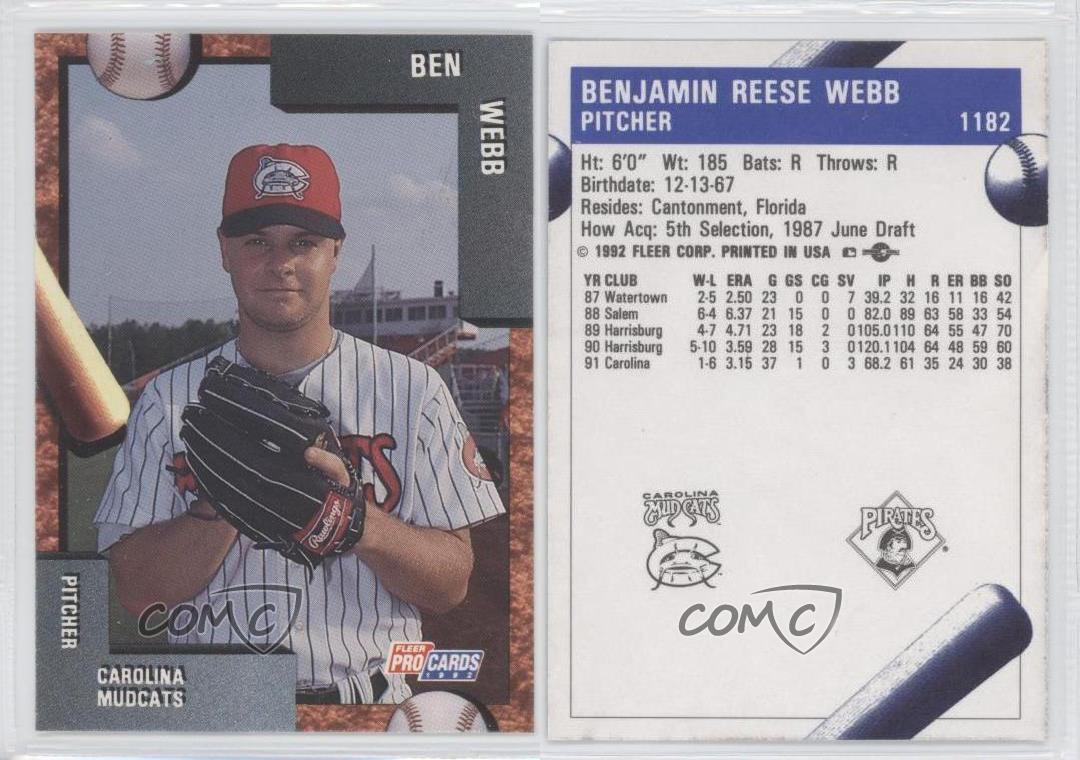 BEN
WEBB
Rawlings
PITCHER
CAROLINA
MUDCATS
FLEER
PRO CARDS
1992
COMC
BENJAMIN REESE WEBB
PITCHER 1182
Ht: 6'0" Wt: 185 Bats: R Throws: R
Birthdate: 12-13-67
Resides: Cantonment, Florida
How Acq: 5th Selection, 1987 June Draft
© 1992 FLEER CORP. PRINTED IN USA
YR CLUB W-L ERA G GS CG SV IP H R ER BB SO
87 Watertown 2-5 2.50 23 0 0 7 39.2 32 16 11 16 42
88 Salem 6-4 6.37 21 15 0 0 82.0 89 63 58 33 54
89 Harrisburg 4-7 4.71 23 18 2 0 105.0 110 64 55 47 70
90 Harrisburg 5-10 3.59 28 15 3 0 120.1 104 64 48 59 60
91 Carolina 1-6 3.15 37 1 0 3 68.2 61 35 24 30 38
CAROLINA
MUDCATS
PIRATES
COMC